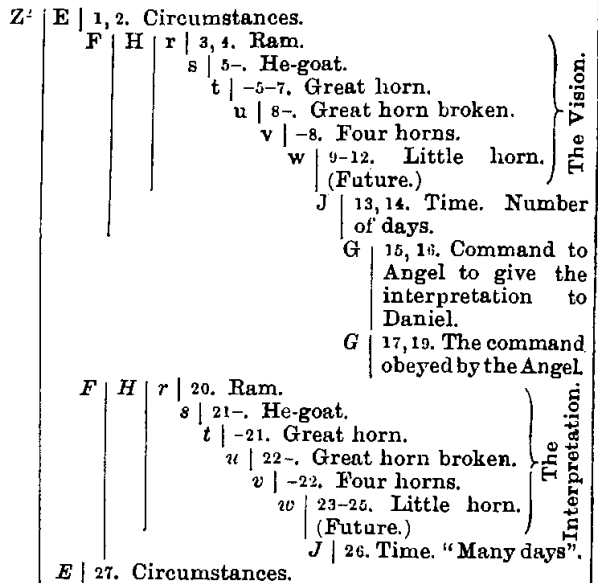 Z² | E | 1, 2. Circumstances.
F | H | r | 3, 4. Ram.
s | 5-. He-goat.
t | -5-7. Great horn.
u | 8-. Great horn broken.
v | -8. Four horns.
w | 9-12. Little horn.
(Future.)
The Vision.
J | 13, 14. Time. Number
of days.
G | 15, 16. Command to
Angel to give the
interpretation to
Daniel.
G | 17, 19. The command
obeyed by the Angel.
F | H | r | 20. Ram.
s | 21-. He-goat.
t | -21. Great horn.
u | 22-. Great horn broken.
v | -22. Four horns.
w | 23-25. Little horn.
(Future.)
J | 26. Time. "Many days".
The
Interpretation.
E | 27. Circumstances.